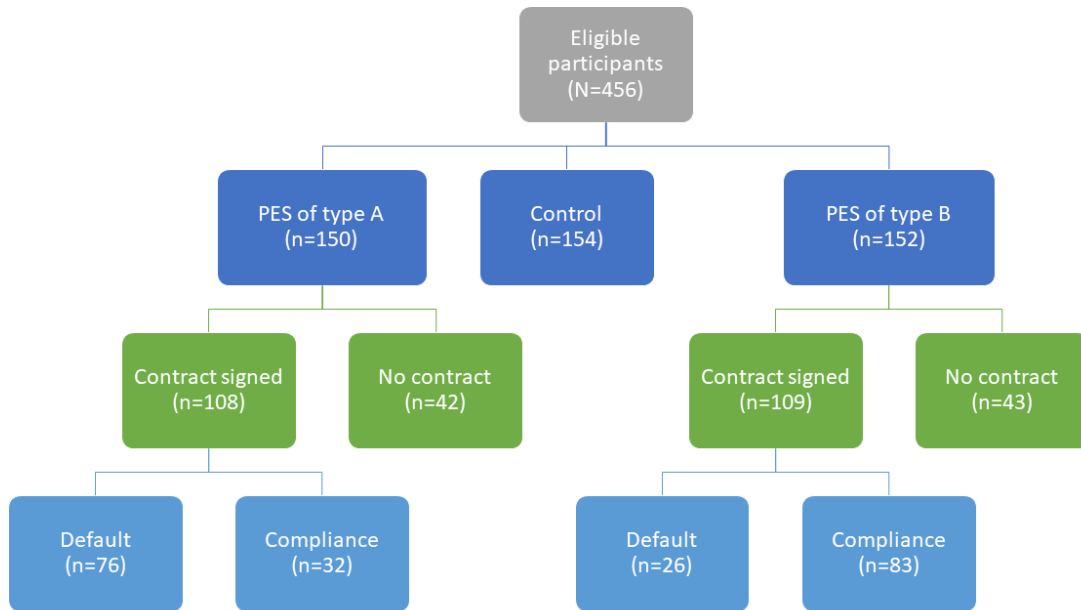 Eligible
participants
(N=456)
PES of type A
(n=150)
Control
(n=154)
PES of type B
(n=152)
Contract signed
(n=108)
No contract
(n=42)
Contract signed
(n=109)
No contract
(n=43)
Default
(n=76)
Compliance
(n=32)
Default
(n=26)
Compliance
(n=83)